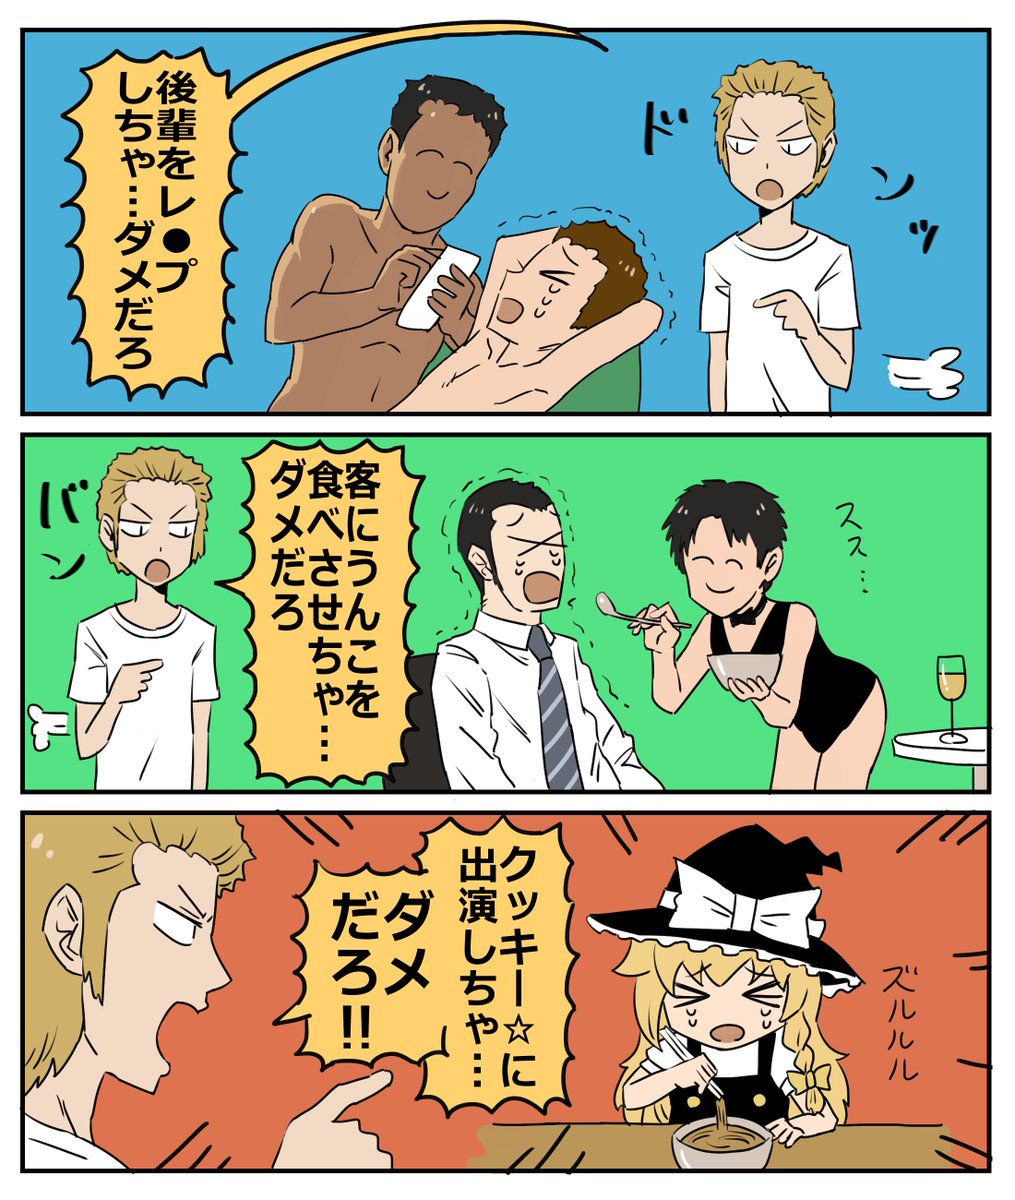 後輩をレ●プ
しちゃ…ダメだろ
ドンッ
客にうんこを
食べさせちゃ…
ダメだろ
バン
スス…
クッキー☆に
出演しちゃ…
ダメ
だろ!!
ズルルル